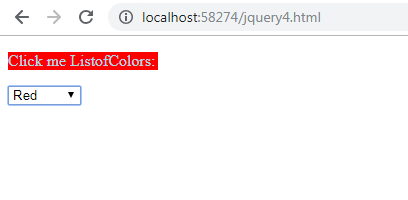 localhost:58274/jquery4.html
Click me ListofColors:
Red